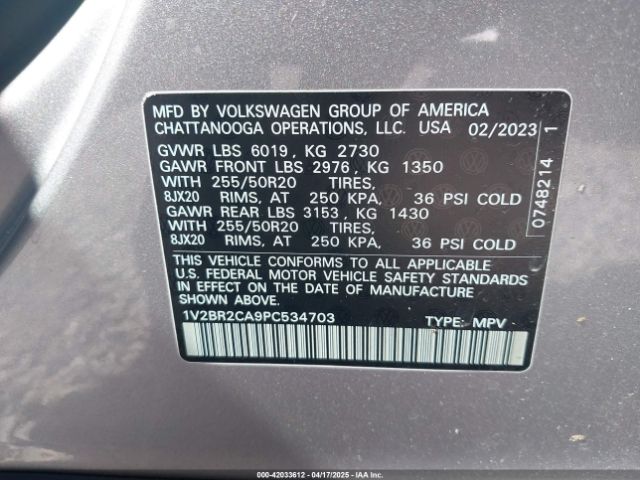 MFD BY VOLKSWAGEN GROUP OF AMERICA
CHATTANOOGA OPERATIONS, LLC. USA 02/2023 1
GVWR LBS 6019, KG 2730
GAWR FRONT LBS 2976, KG 1350
WITH 255/50R20 TIRES,
8JX20 RIMS, AT 250 KPA, 36 PSI COLD
GAWR REAR LBS 3153, KG 1430
WITH 255/50R20 TIRES,
8JX20 RIMS, AT 250 KPA, 36 PSI COLD
THIS VEHICLE CONFORMS TO ALL APPLICABLE
U.S. FEDERAL MOTOR VEHICLE SAFETY STANDARDS
IN EFFECT ON THE DATE OF MANUFACTURE
SHOWN ABOVE.
1V2BR2CA9PC534703 TYPE: MPV
0748214
000-42033612 - 04/17/2025 - IAAI, Inc.